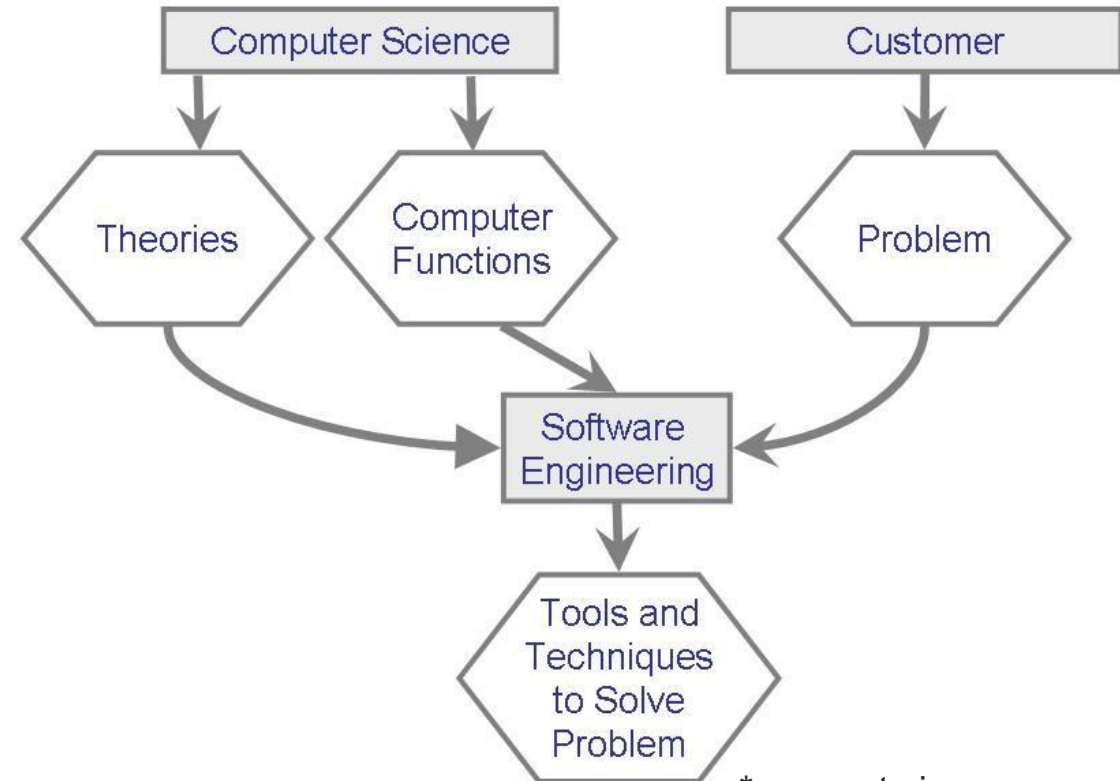 Computer Science
Customer
Theories
Computer
Functions
Problem
Software
Engineering
Tools and
Techniques
to Solve
Problem